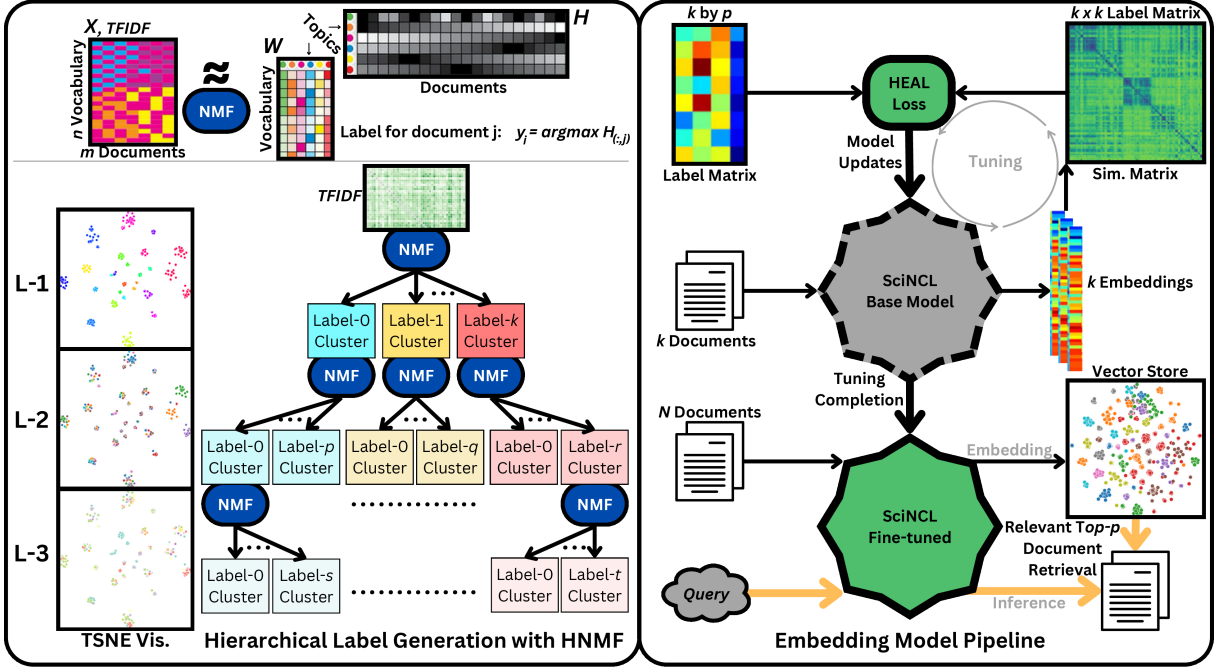 X, TFIDF
n Vocabulary
m Documents
≈
NMF
W
Topics
→
↓
Vocabulary
H
Documents
Label for document j: y_i = argmax H_(:,j)
TFIDF
NMF
...
Label-0
Cluster
Label-1
Cluster
Label-k
Cluster
NMF
NMF
NMF
Label-0
Cluster
Label-p
Cluster
Label-0
Cluster
Label-q
Cluster
Label-0
Cluster
Label-r
Cluster
NMF
NMF
Label-0
Cluster
Label-s
Cluster
Label-0
Cluster
Label-t
Cluster
L-1
L-2
L-3
TSNE Vis.
Hierarchical Label Generation with HNMF
k by p
Label Matrix
HEAL
Loss
k x k Label Matrix
Sim. Matrix
Model
Updates
Tuning
k Documents
SciNCL
Base Model
k Embeddings
Tuning
Completion
Vector Store
N Documents
Embedding
SciNCL
Fine-tuned
Relevant Top-p
Document
Retrieval
Query
Inference
Embedding Model Pipeline